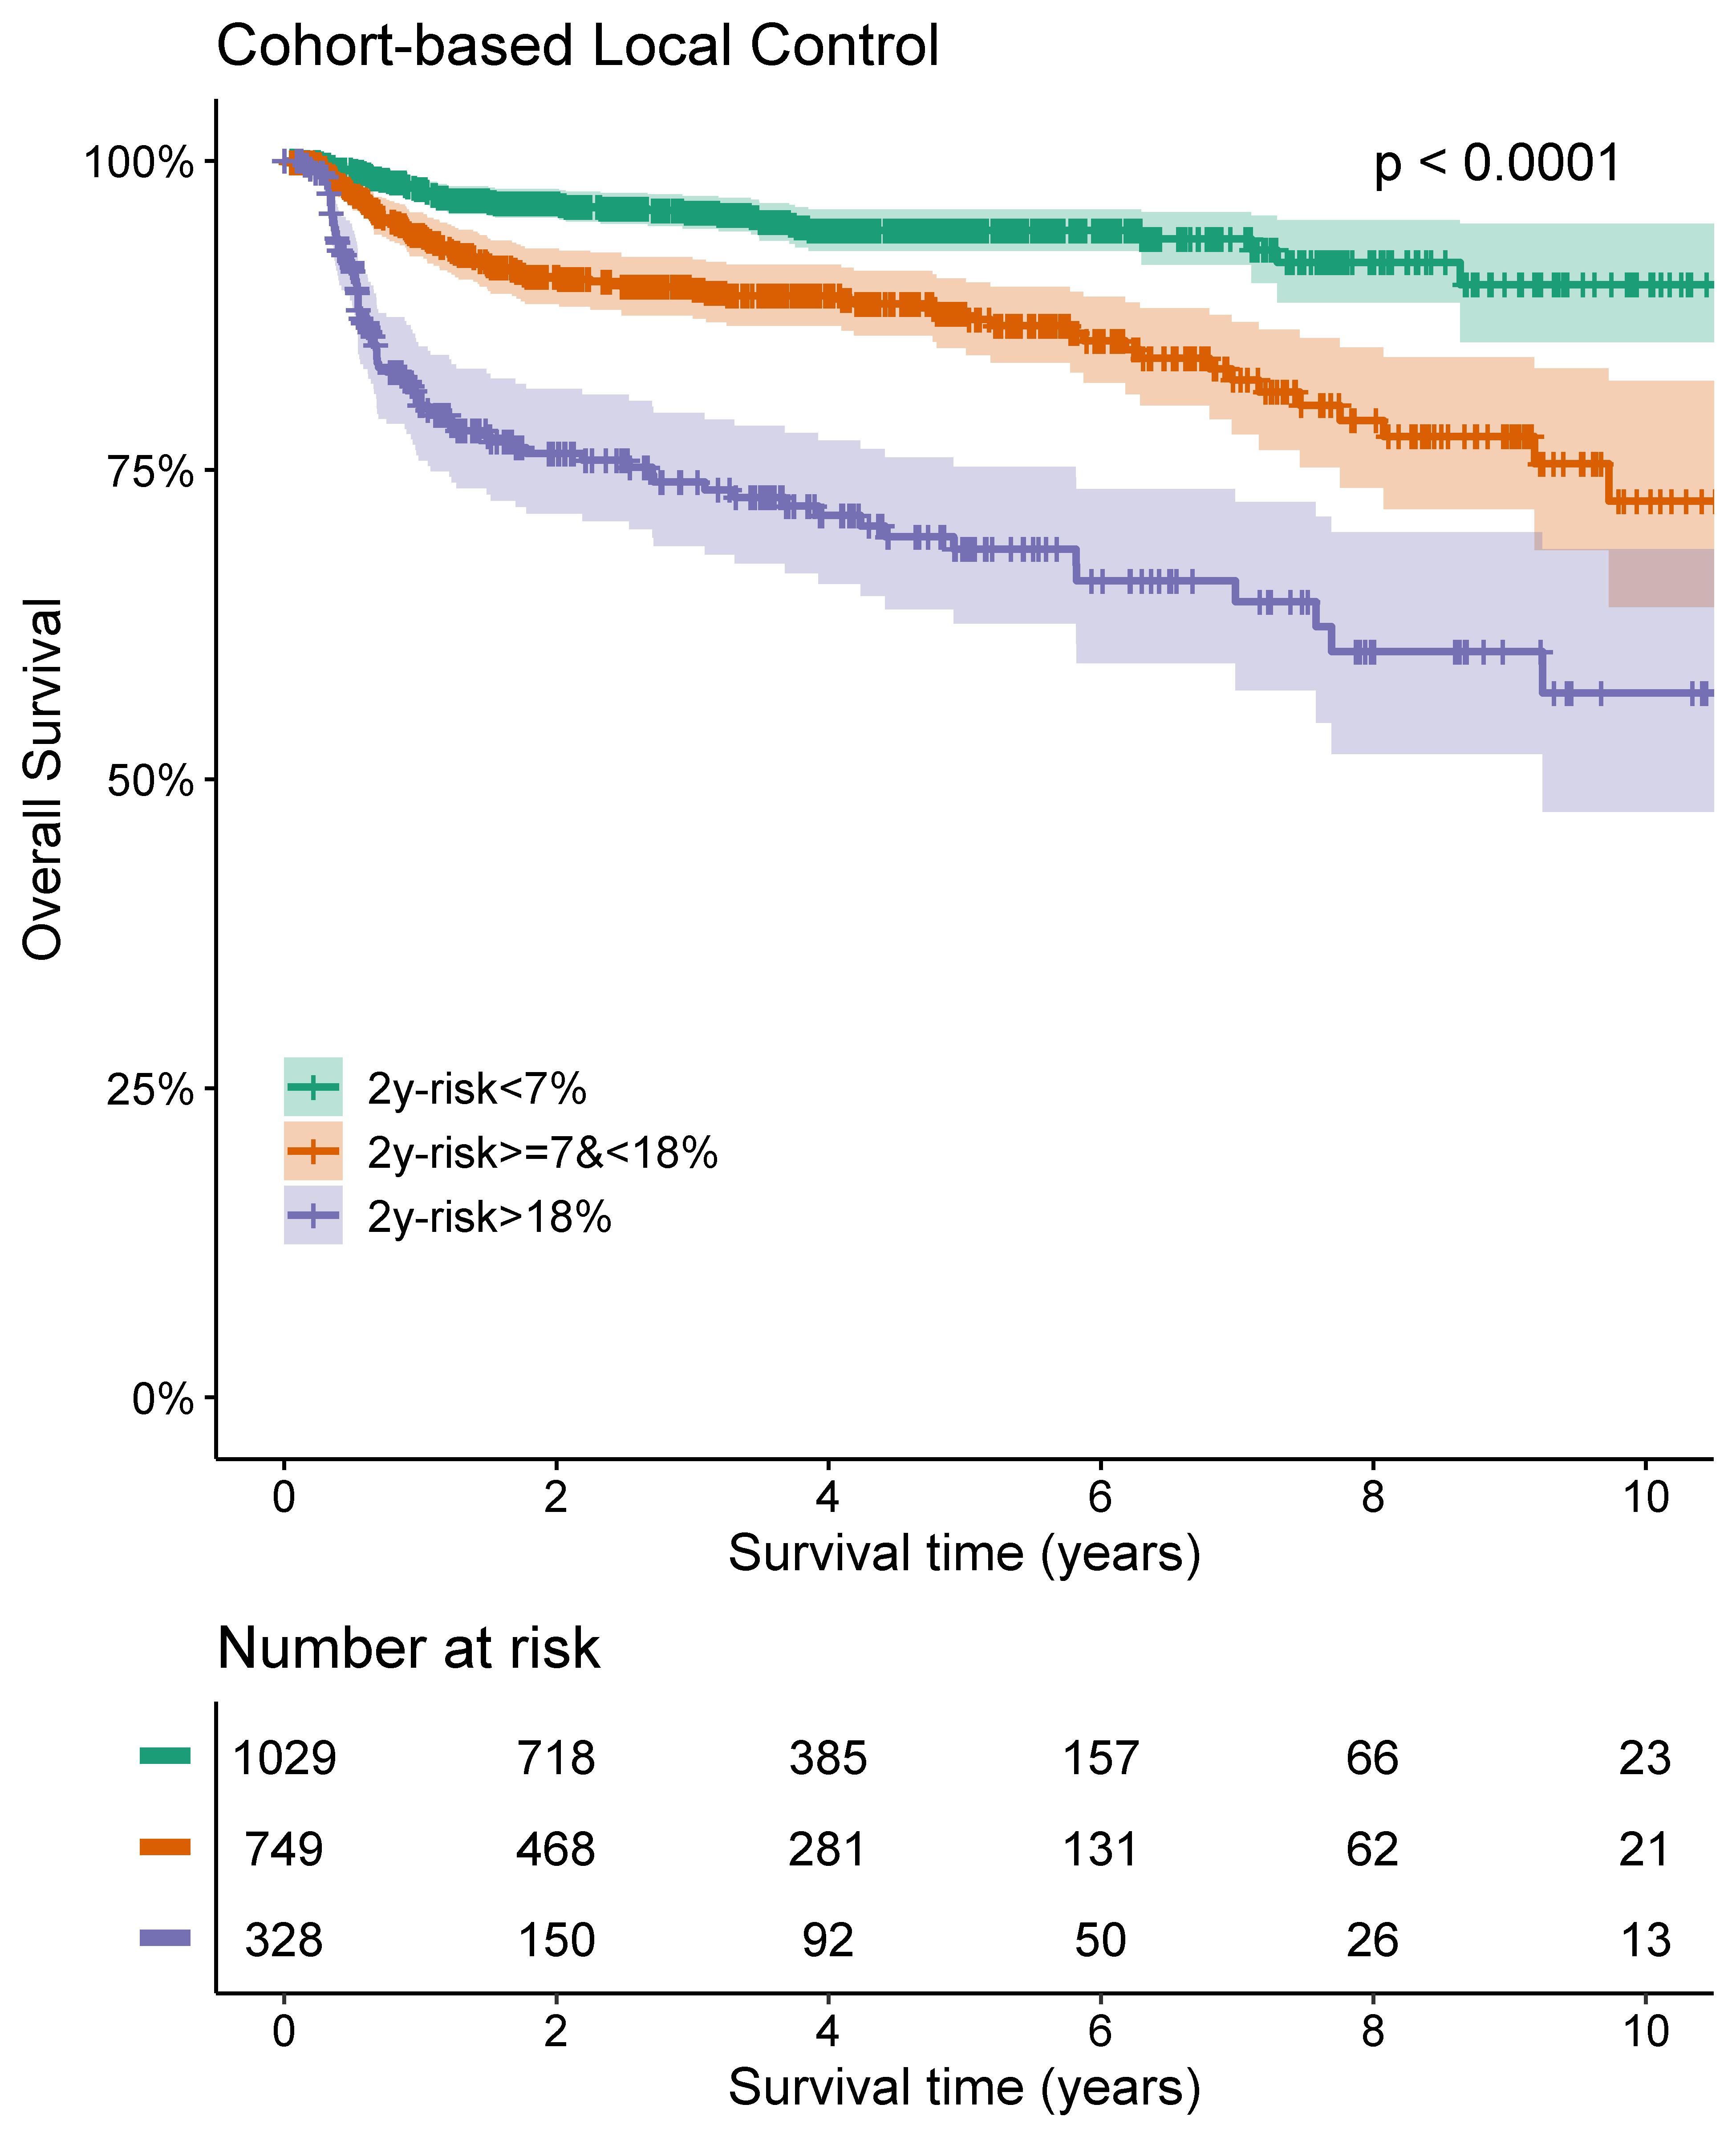 Cohort-based Local Control
Overall Survival
100%
75%
50%
25%
0%
p < 0.0001
2y-risk<7%
2y-risk>=7&<18%
2y-risk>18%
0 2 4 6 8 10
Survival time (years)
Number at risk
1029 718 385 157 66 23
749 468 281 131 62 21
328 150 92 50 26 13
0 2 4 6 8 10
Survival time (years)